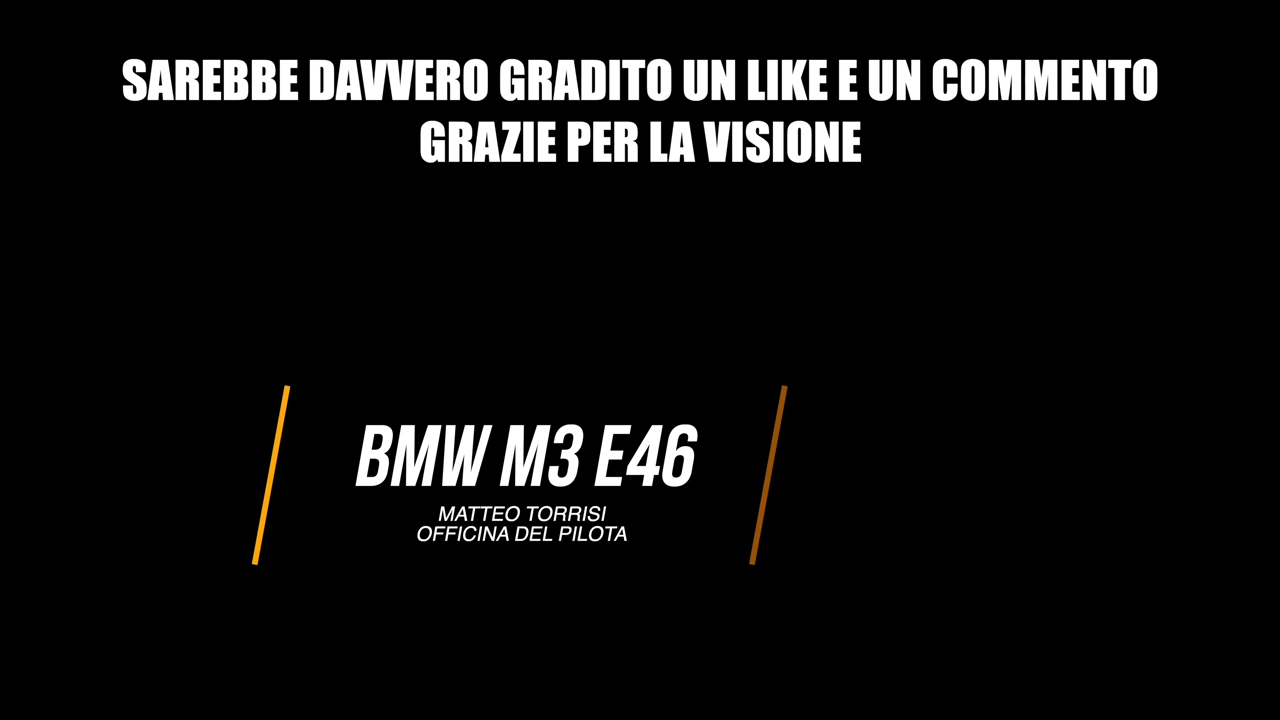 SAREBBE DAVVERO GRADITO UN LIKE E UN COMMENTO
GRAZIE PER LA VISIONE
BMW M3 E46
MATTEO TORRISI
OFFICINA DEL PILOTA